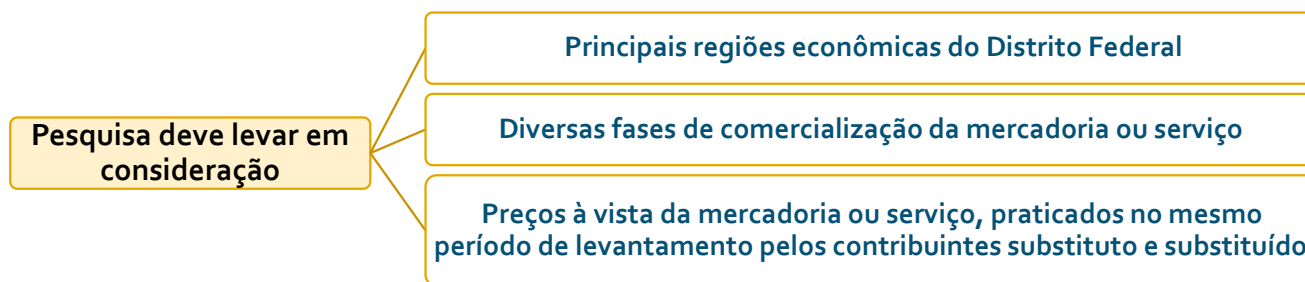 Principais regiões econômicas do Distrito Federal
Diversas fases de comercialização da mercadoria ou serviço
Pesquisa deve levar em
consideração
Preços à vista da mercadoria ou serviço, praticados no mesmo
período de levantamento pelos contribuintes substituto e substituído